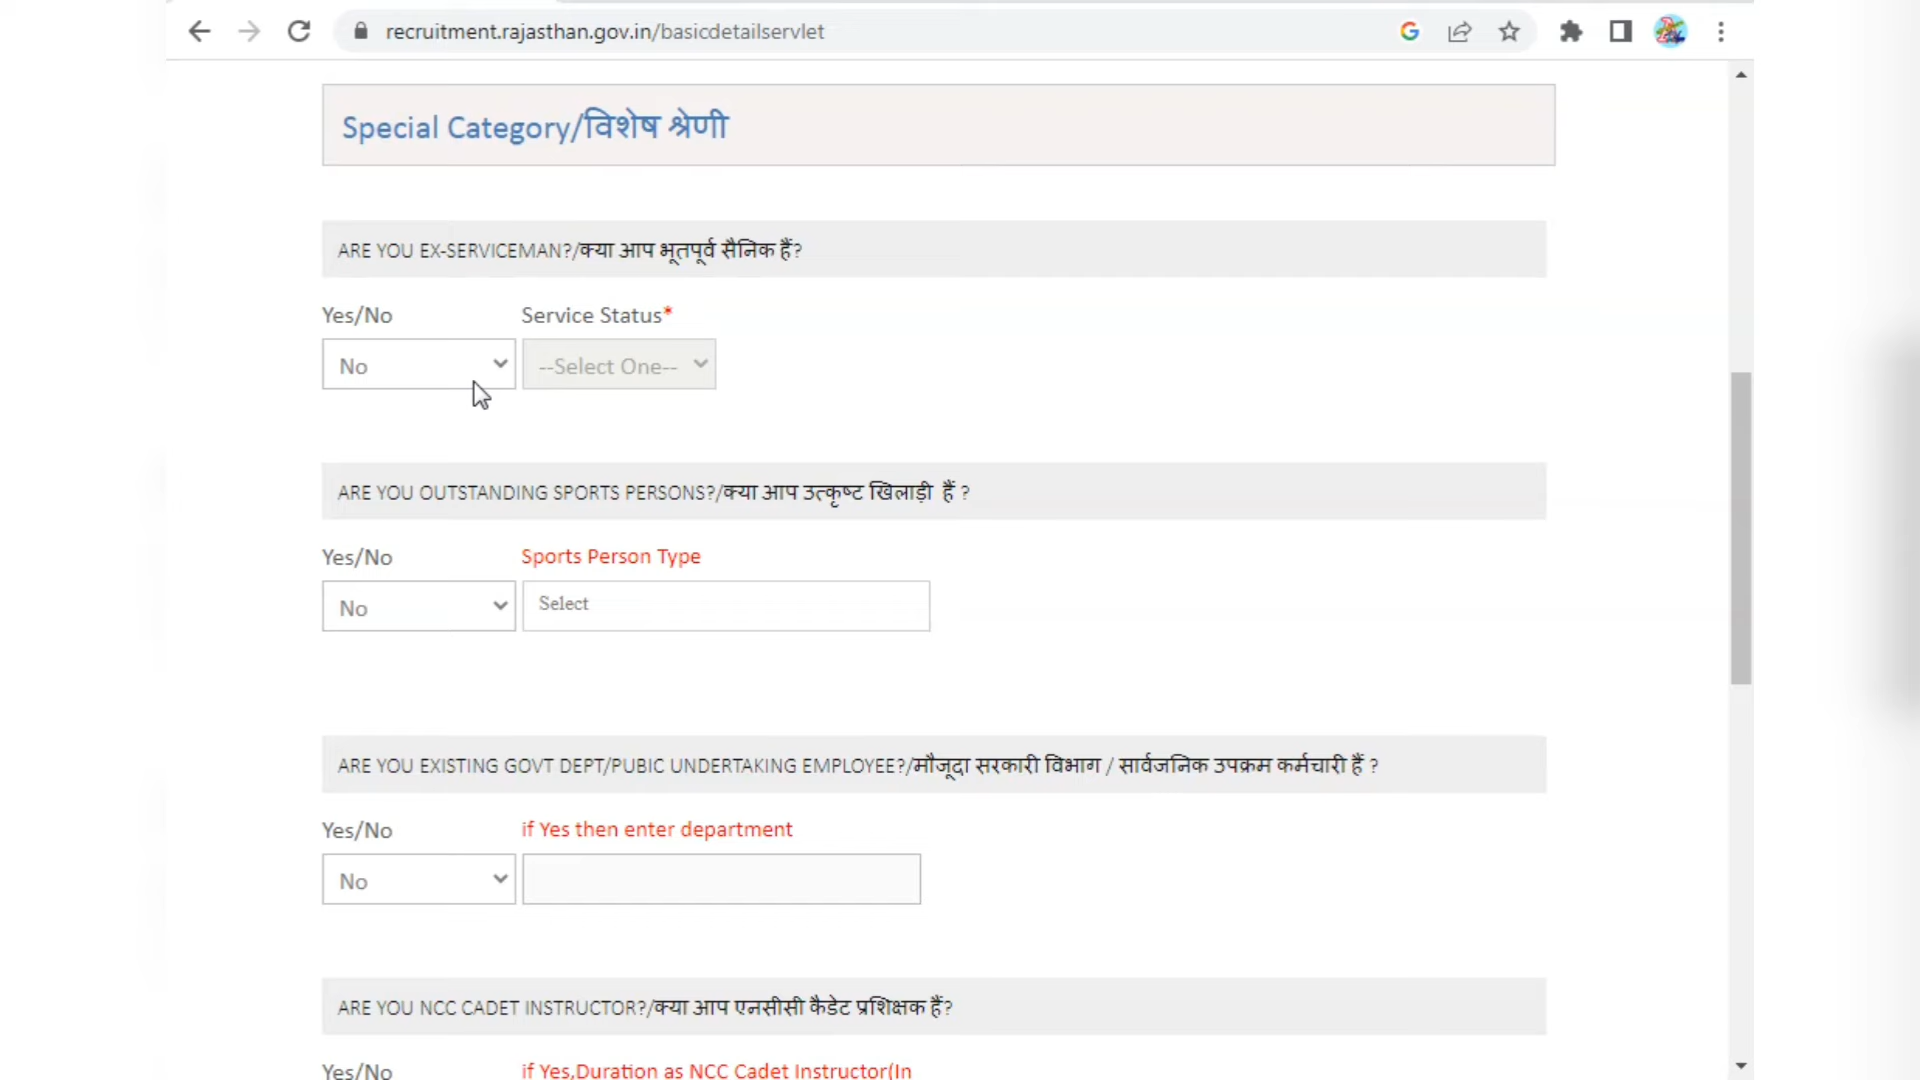 recruitment.rajasthan.gov.in/basicdetailservlet
Special Category/विशेष श्रेणी
ARE YOU EX-SERVICEMAN?/क्या आप भूतपूर्व सैनिक हैं?
Yes/No Service Status*
No --Select One--
ARE YOU OUTSTANDING SPORTS PERSONS?/क्या आप उत्कृष्ट खिलाड़ी हैं ?
Yes/No Sports Person Type
No Select
ARE YOU EXISTING GOVT DEPT/PUBIC UNDERTAKING EMPLOYEE?/मौजूदा सरकारी विभाग / सार्वजनिक उपक्रम कर्मचारी हैं ?
Yes/No if Yes then enter department
No
ARE YOU NCC CADET INSTRUCTOR?/क्या आप एनसीसी कैडेट प्रशिक्षक हैं?
Yes/No if Yes,Duration as NCC Cadet Instructor(In